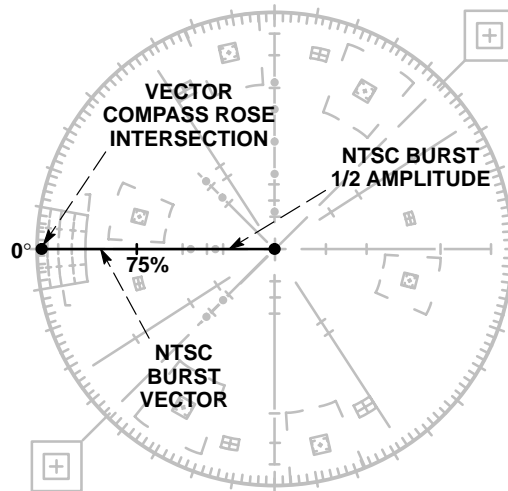 VECTOR
COMPASS ROSE
INTERSECTION
NTSC BURST
1/2 AMPLITUDE
0°
75%
NTSC
BURST
VECTOR